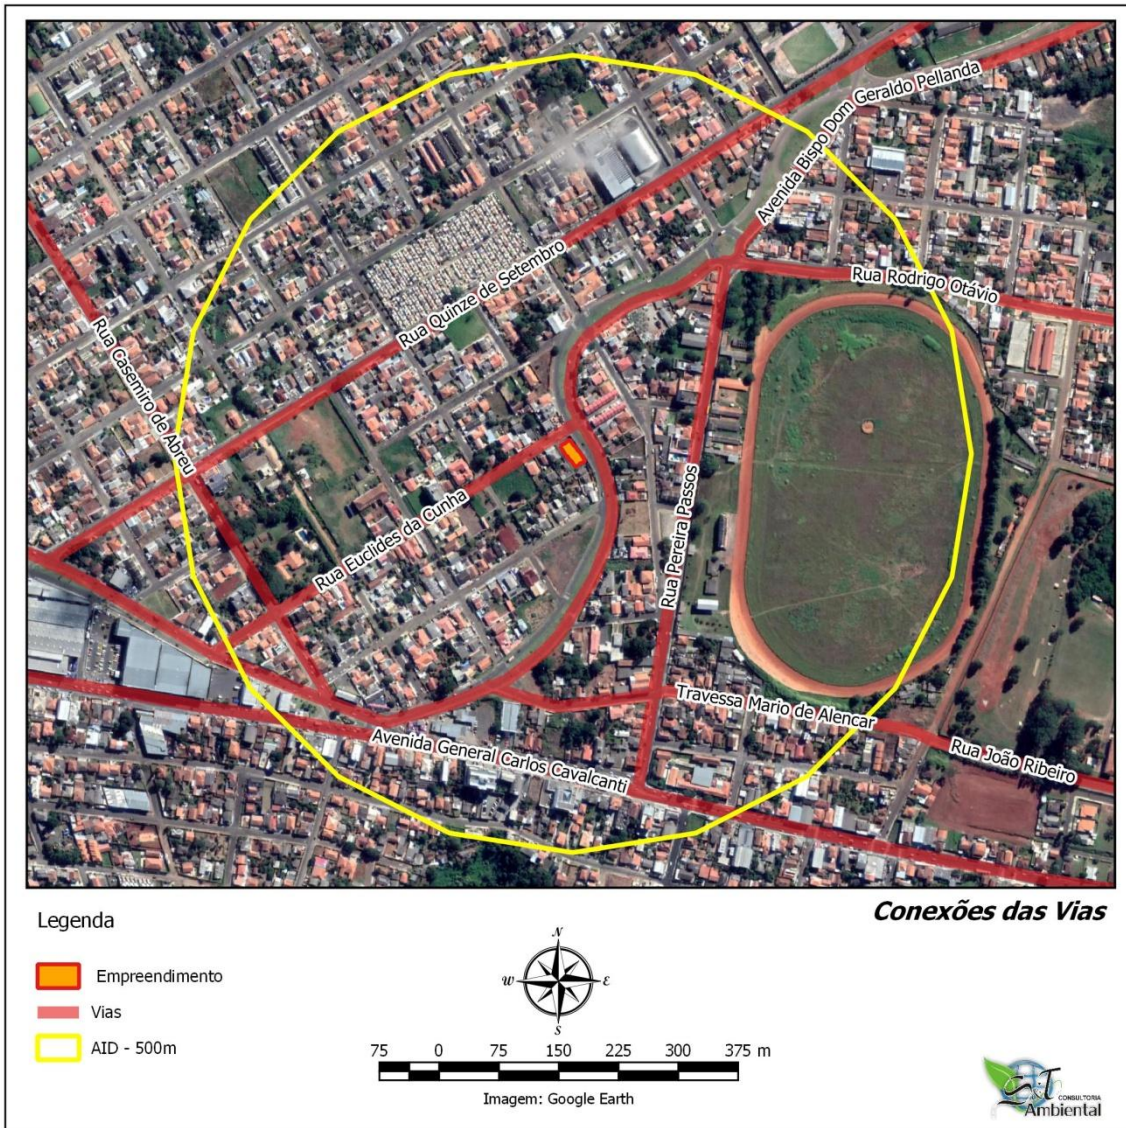 Avenida Bispo Dom Geraldo Pellanda
Rua Rodrigo Otávio
Rua Quinze de Setembro
Rua Casemiro de Abreu
Rua Euclides da Cunha
Rua Pereira Passos
Travessa Mario de Alencar
Rua João Ribeiro
Avenida General Carlos Cavalcanti
Conexões das Vias
Legenda
Empreendimento
Vias
AID - 500m
N
W
E
S
75 0 75 150 225 300 375 m
Imagem: Google Earth
S&T
CONSULTORIA
Ambiental